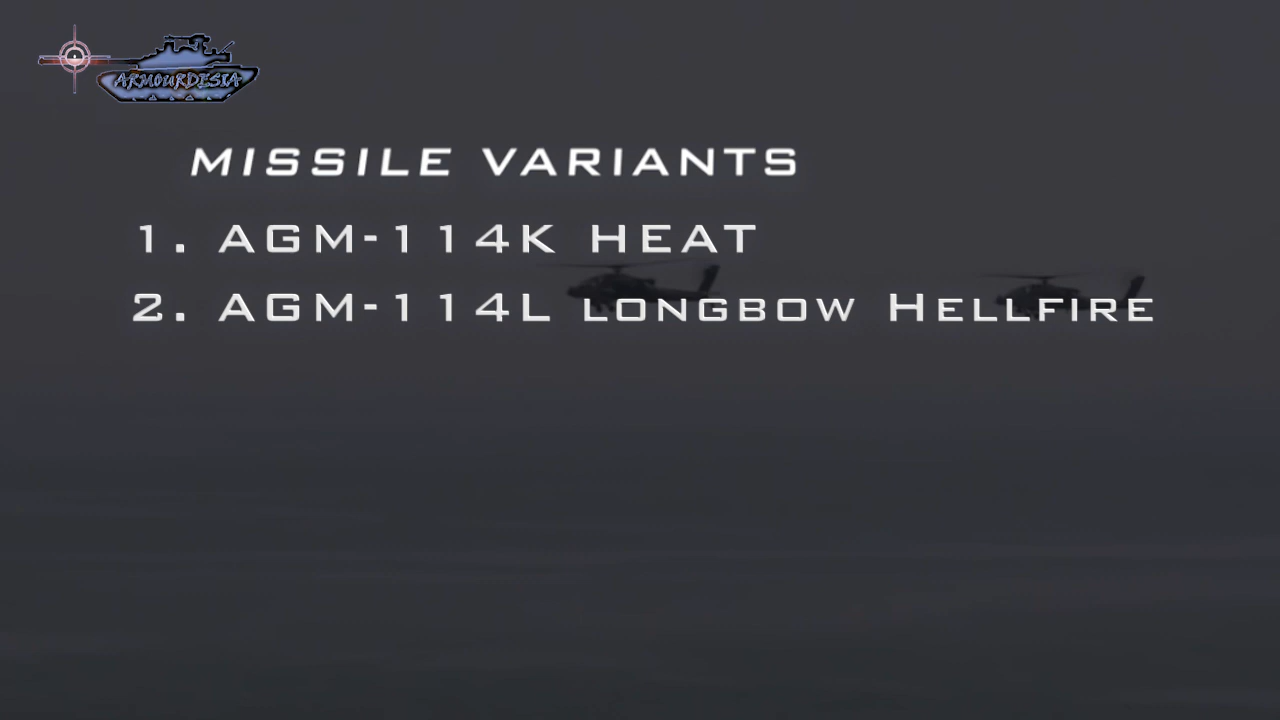 ARMOURDESIA
MISSILE VARIANTS
1. AGM-114K HEAT
2. AGM-114L LONGBOW HELLFIRE